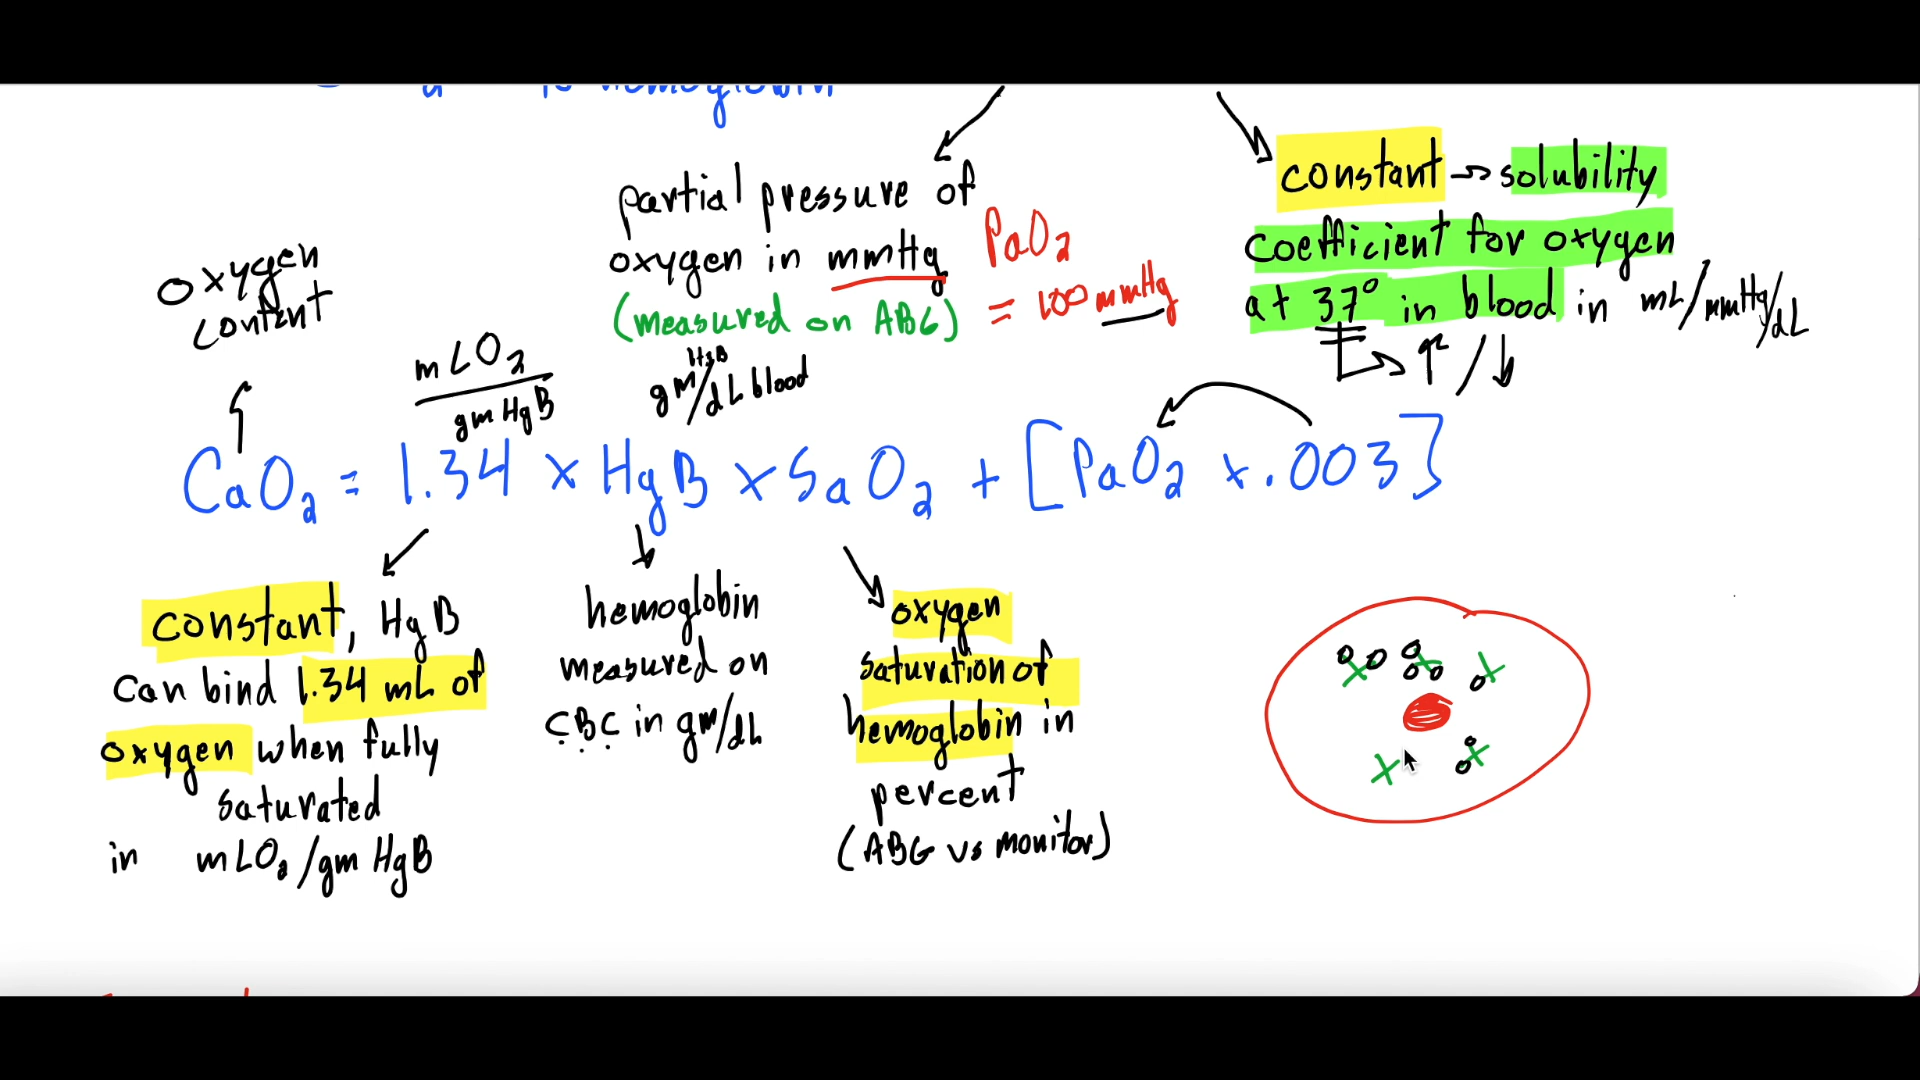 partial pressure of
oxygen in mmHg
(measured on ABG)
PaO₂
= 100 mmHg
constant → solubility
coefficient for oxygen
at 37° in blood in mL/mmHg/dL
↑ / ↓
oxygen
content
mLO₂
gm HgB
HgB
gm/dL blood
CaO₂ = 1.34 x HgB x SaO₂ + [PaO₂ x .003]
constant, HgB
can bind 1.34 mL of
oxygen when fully
saturated
in mLO₂/gm HgB
hemoglobin
measured on
CBC in gm/dL
oxygen
saturation of
hemoglobin in
percent
(ABG vs monitor)